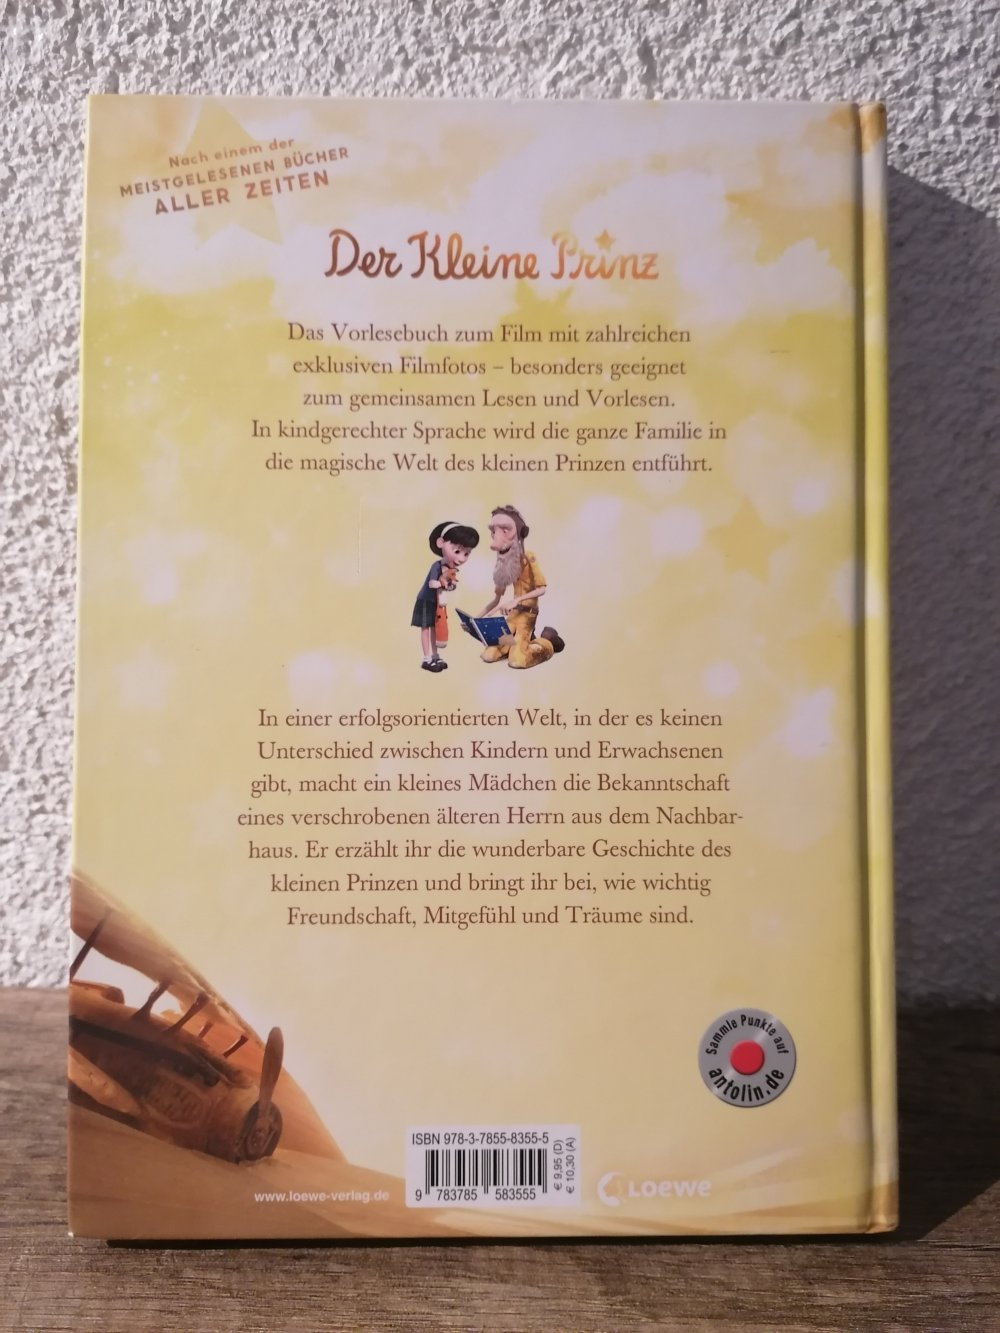 Nach einem der
MEISTGELESENEN BÜCHER
ALLER ZEITEN
Der Kleine Prinz
Das Vorlesebuch zum Film mit zahlreichen
exklusiven Filmfotos – besonders geeignet
zum gemeinsamen Lesen und Vorlesen.
In kindgerechter Sprache wird die ganze Familie in
die magische Welt des kleinen Prinzen entführt.
In einer erfolgsorientierten Welt, in der es keinen
Unterschied zwischen Kindern und Erwachsenen
gibt, macht ein kleines Mädchen die Bekanntschaft
eines verschrobenen älteren Herrn aus dem Nachbar-
haus. Er erzählt ihr die wunderbare Geschichte des
kleinen Prinzen und bringt ihr bei, wie wichtig
Freundschaft, Mitgefühl und Träume sind.
Sammle Punkte auf
antolin.de
ISBN 978-3-7855-8355-5
9 783785 583555
€ 9,95 (D)
€ 10,30 (A)
www.loewe-verlag.de
Loewe